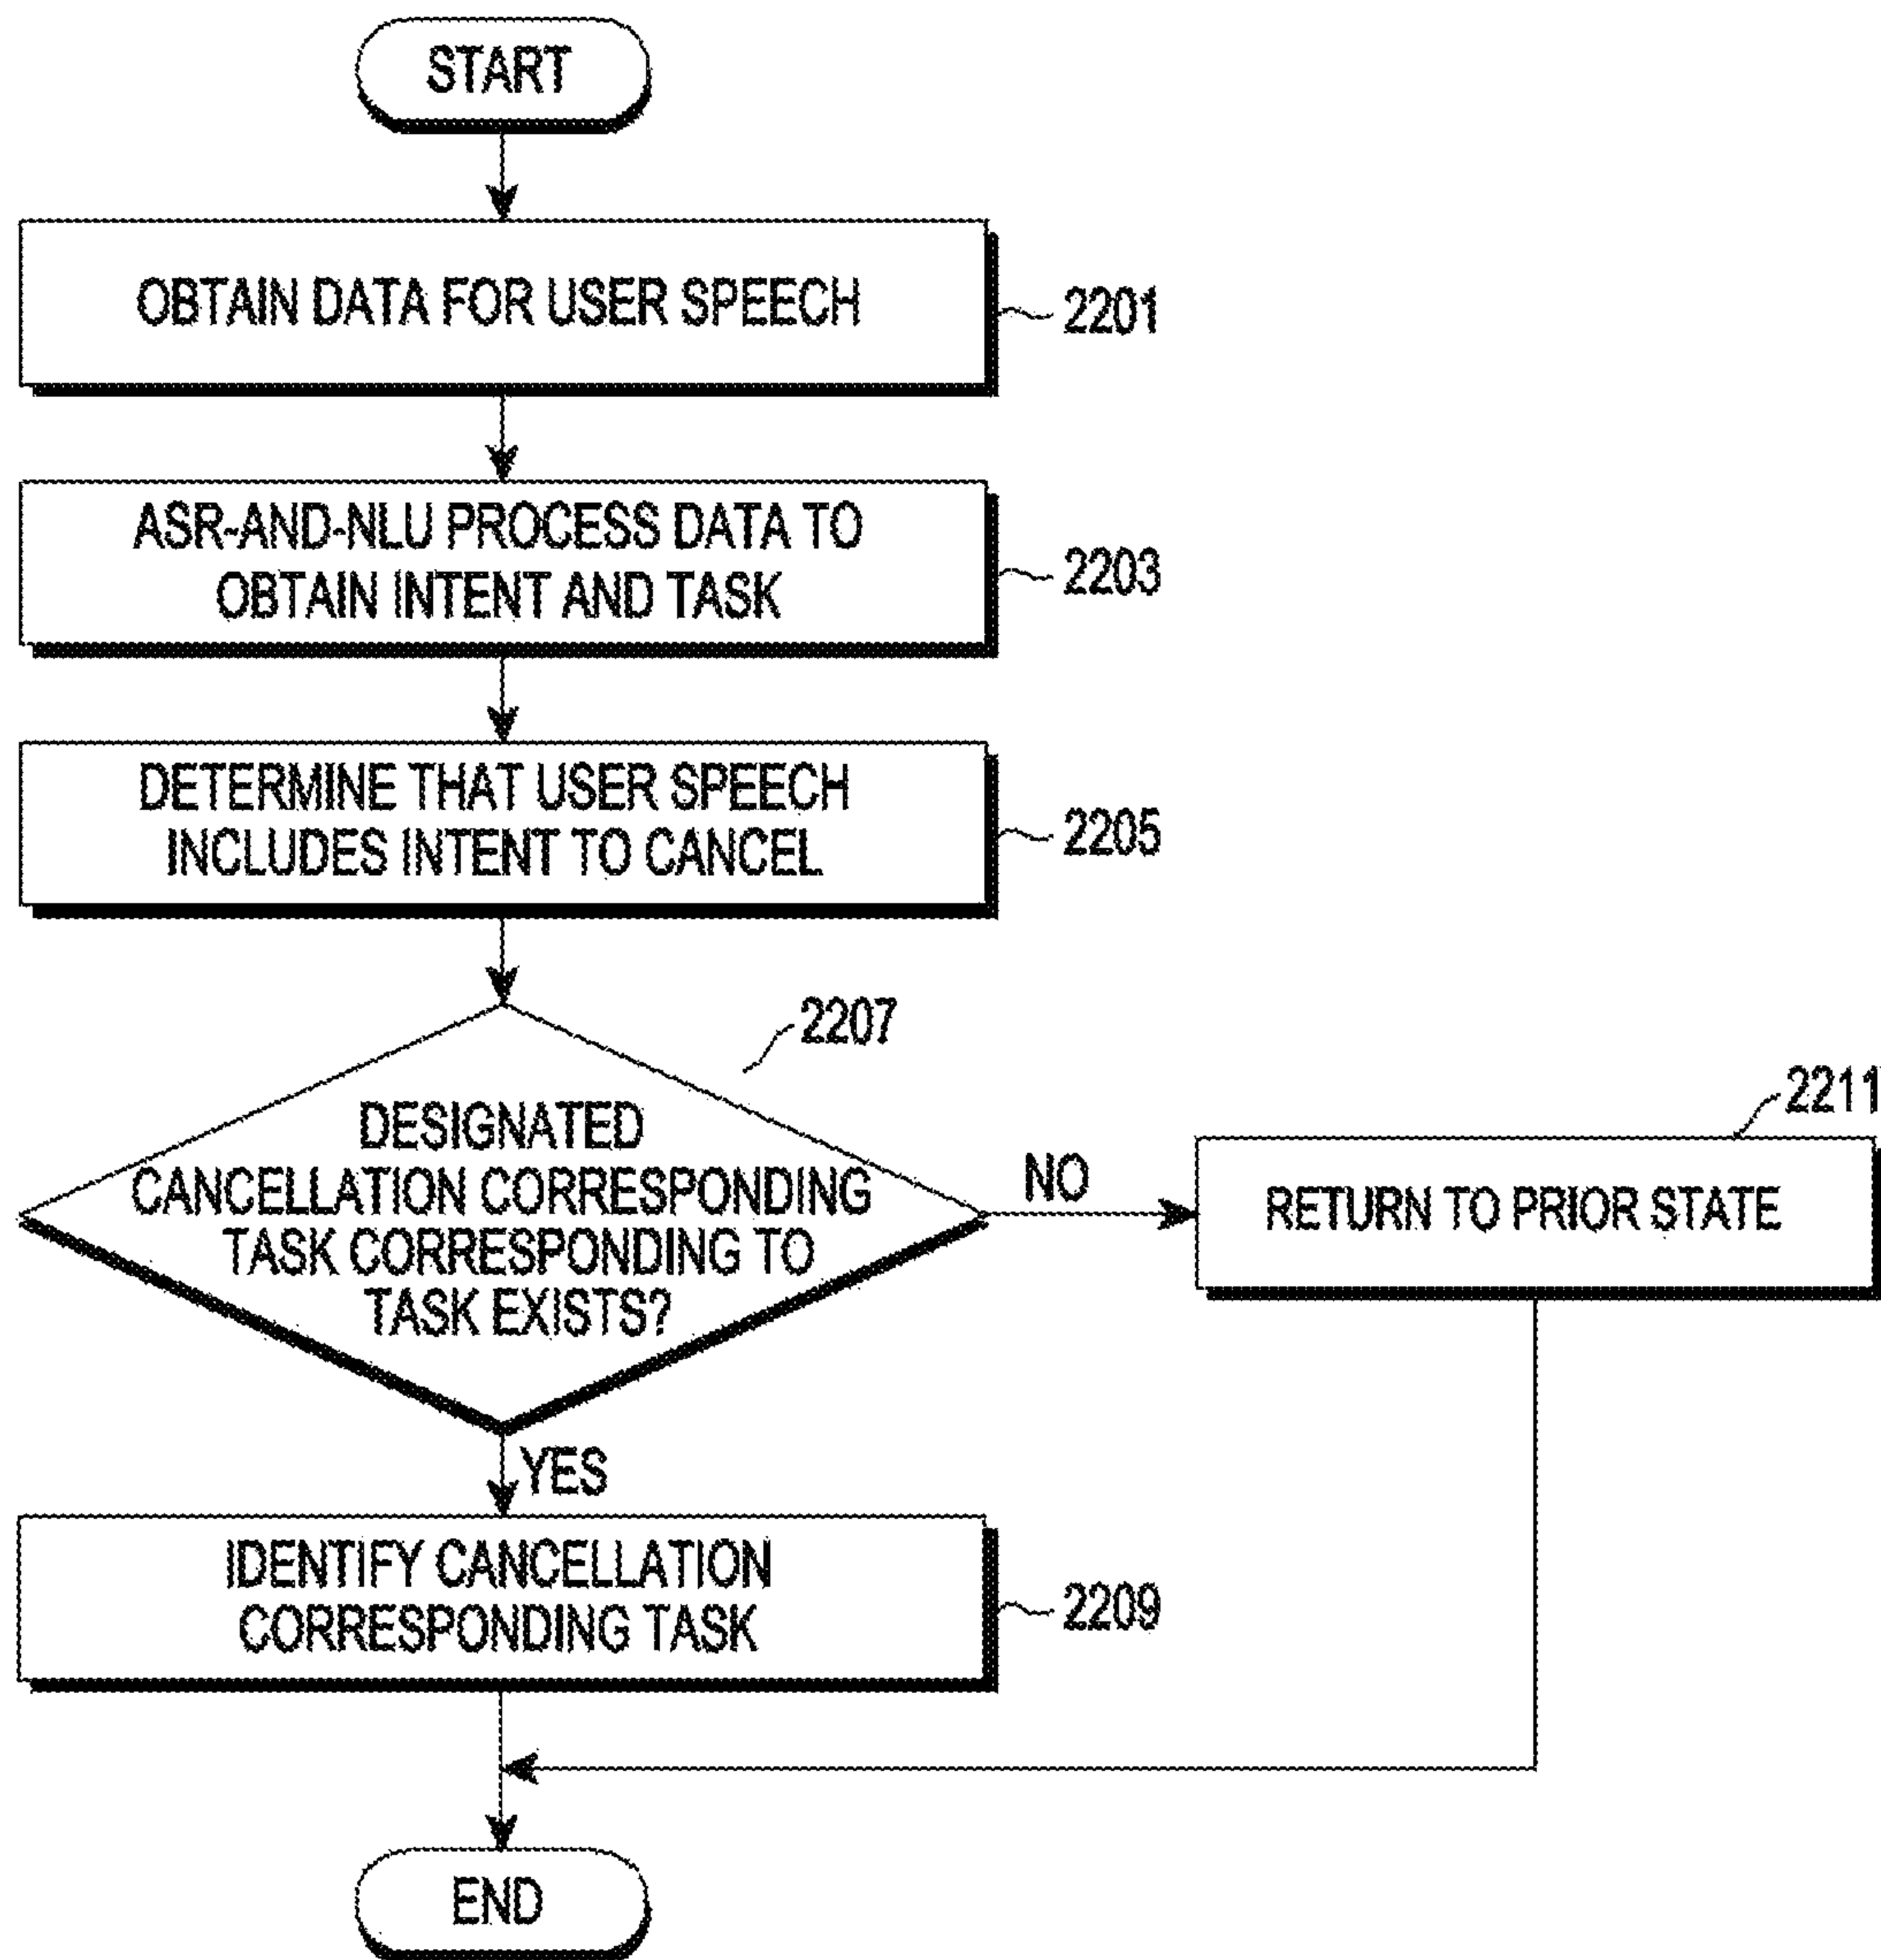 START
OBTAIN DATA FOR USER SPEECH
2201
ASR-AND-NLU PROCESS DATA TO
OBTAIN INTENT AND TASK
2203
DETERMINE THAT USER SPEECH
INCLUDES INTENT TO CANCEL
2205
2207
DESIGNATED
CANCELLATION CORRESPONDING
TASK CORRESPONDING TO
TASK EXISTS?
NO
2211
RETURN TO PRIOR STATE
YES
IDENTIFY CANCELLATION
CORRESPONDING TASK
2209
END